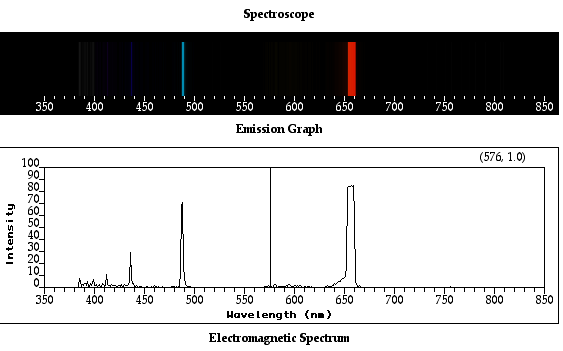 Spectroscope
350 400 450 500 550 600 650 700 750 800 850
Emission Graph
(576, 1.0)
100
90
80
70
60
50
40
30
20
10
0
Intensity
350 400 450 500 550 600 650 700 750 800 850
Wavelength (nm)
Electromagnetic Spectrum